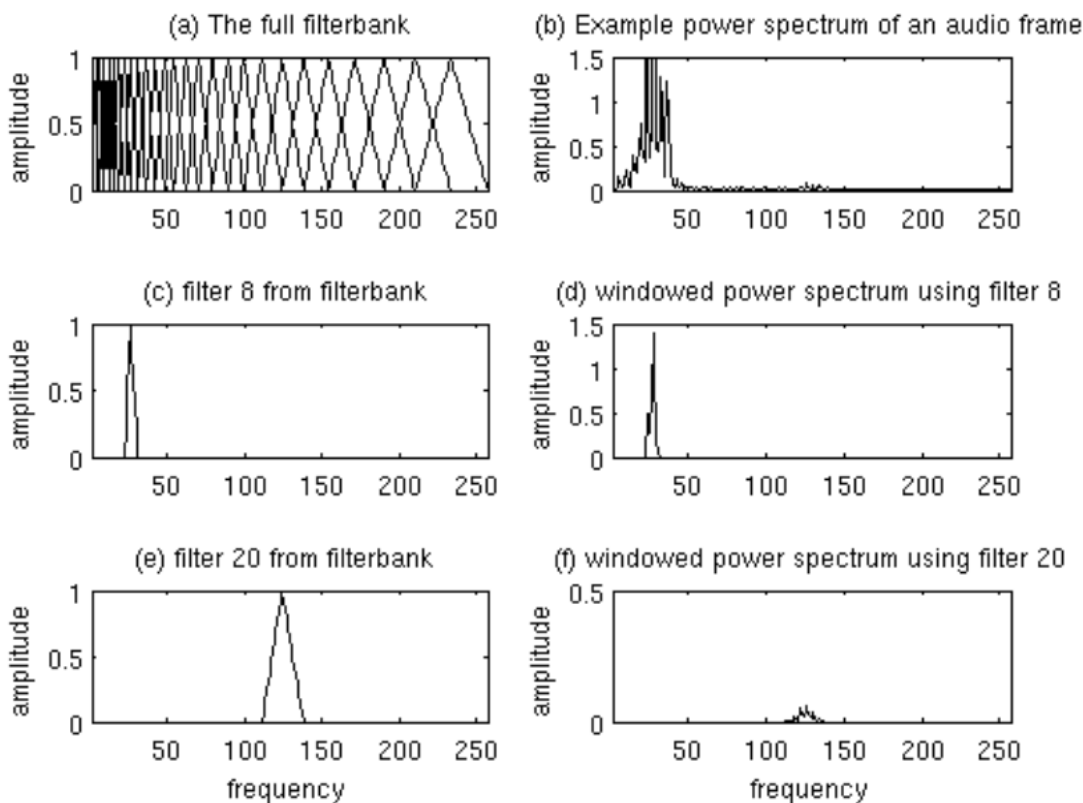 (a) The full filterbank
1
0.5
0
amplitude
50 100 150 200 250
(b) Example power spectrum of an audio frame
1.5
1
0.5
0
amplitude
50 100 150 200 250
(c) filter 8 from filterbank
1
0.5
0
amplitude
50 100 150 200 250
(d) windowed power spectrum using filter 8
1.5
1
0.5
0
amplitude
50 100 150 200 250
(e) filter 20 from filterbank
1
0.5
0
amplitude
50 100 150 200 250
frequency
(f) windowed power spectrum using filter 20
0.5
0
amplitude
50 100 150 200 250
frequency